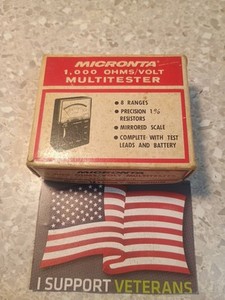 MICRONTA
1,000 OHMS/VOLT
MULTITESTER
• 8 RANGES
• PRECISION 1%
RESISTORS
• MIRRORED SCALE
• COMPLETE WITH TEST
LEADS AND BATTERY
MULTITESTER
I SUPPORT VETERANS